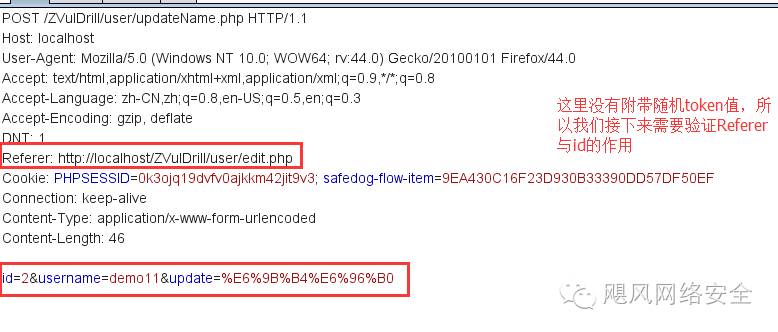 POST /ZVulDrill/user/updateName.php HTTP/1.1
Host: localhost
User-Agent: Mozilla/5.0 (Windows NT 10.0; WOW64; rv:44.0) Gecko/20100101 Firefox/44.0
Accept: text/html,application/xhtml+xml,application/xml;q=0.9,*/*;q=0.8
Accept-Language: zh-CN,zh;q=0.8,en-US;q=0.5,en;q=0.3
Accept-Encoding: gzip, deflate
DNT: 1
Referer: http://localhost/ZVulDrill/user/edit.php
Cookie: PHPSESSID=0k3ojq19dvfv0ajkkm42jit9v3; safedog-flow-item=9EA430C16F23D930B33390DD57DF50EF
Connection: keep-alive
Content-Type: application/x-www-form-urlencoded
Content-Length: 46
id=2&username=demo11&update=%E6%9B%B4%E6%96%B0
这里没有附带随机token值，所
以我们接下来需要验证Referer
与id的作用
飓风网络安全